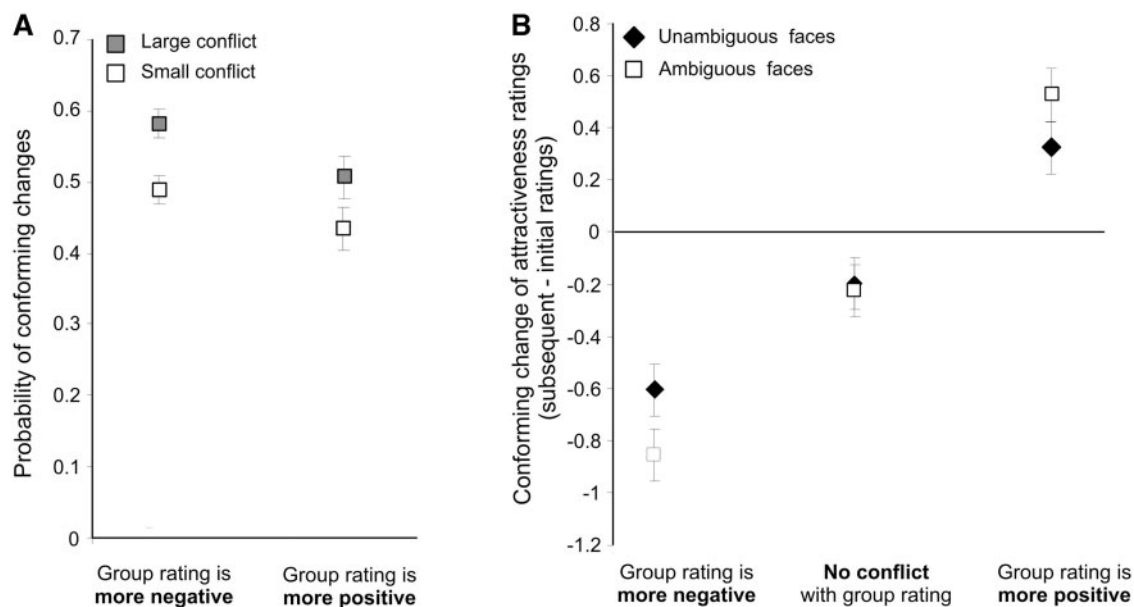 A
Probability of conforming changes
0.7
0.6
0.5
0.4
0.3
0.2
0.1
0
Large conflict
Small conflict
Group rating is
more negative
Group rating is
more positive
B
Conforming change of attractiveness ratings
(subsequent - initial ratings)
0.8
0.6
0.4
0.2
0
-0.2
-0.4
-0.6
-0.8
-1
-1.2
Unambiguous faces
Ambiguous faces
Group rating is
more negative
No conflict
with group rating
Group rating is
more positive